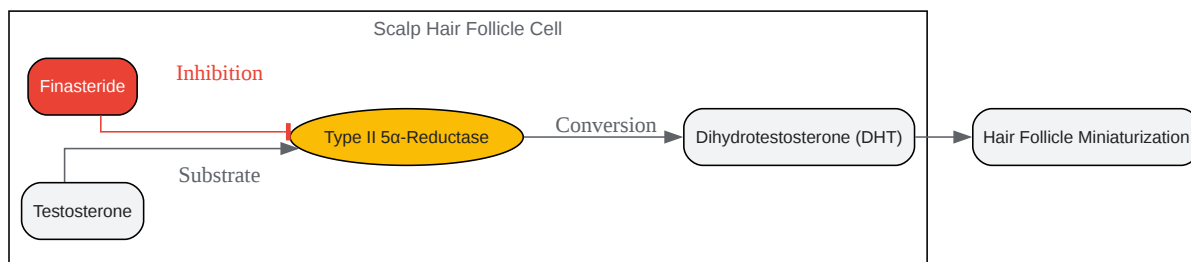 Scalp Hair Follicle Cell
Finasteride
Inhibition
Type II 5α-Reductase
Conversion
Dihydrotestosterone (DHT)
Hair Follicle Miniaturization
Substrate
Testosterone